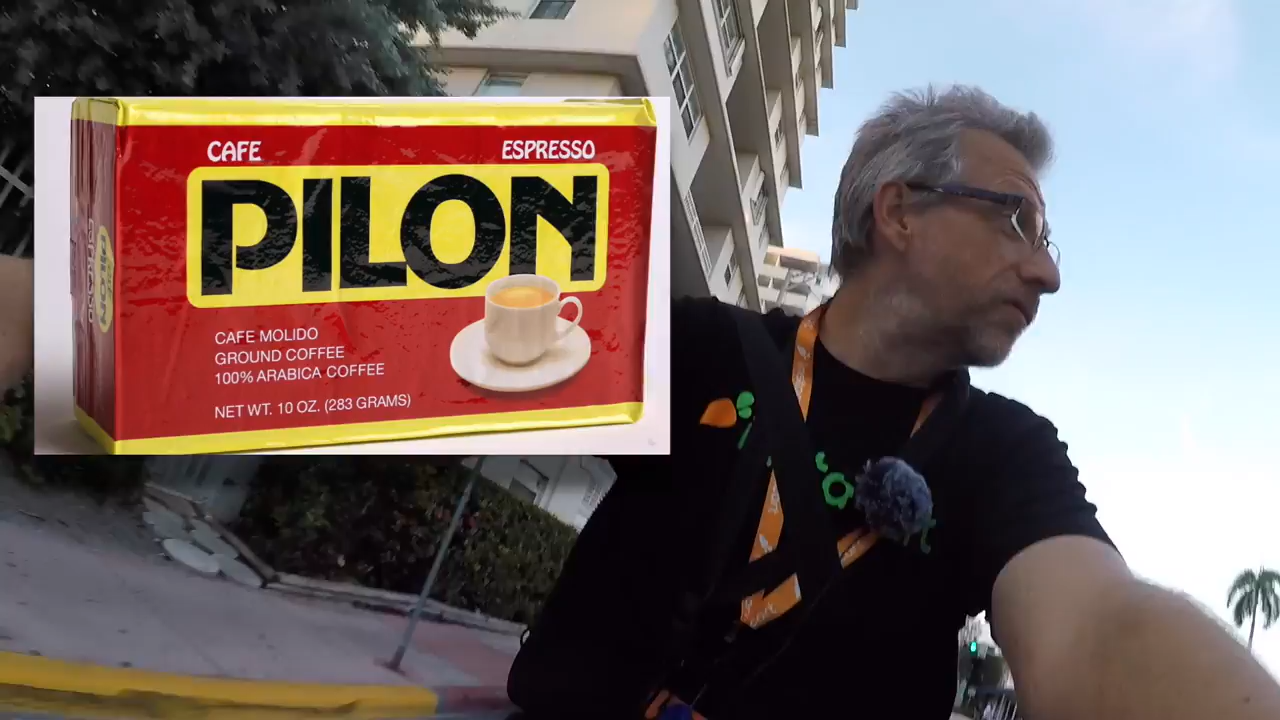 CAFE ESPRESSO
PILON
CAFE MOLIDO
GROUND COFFEE
100% ARABICA COFFEE
NET WT. 10 OZ. (283 GRAMS)